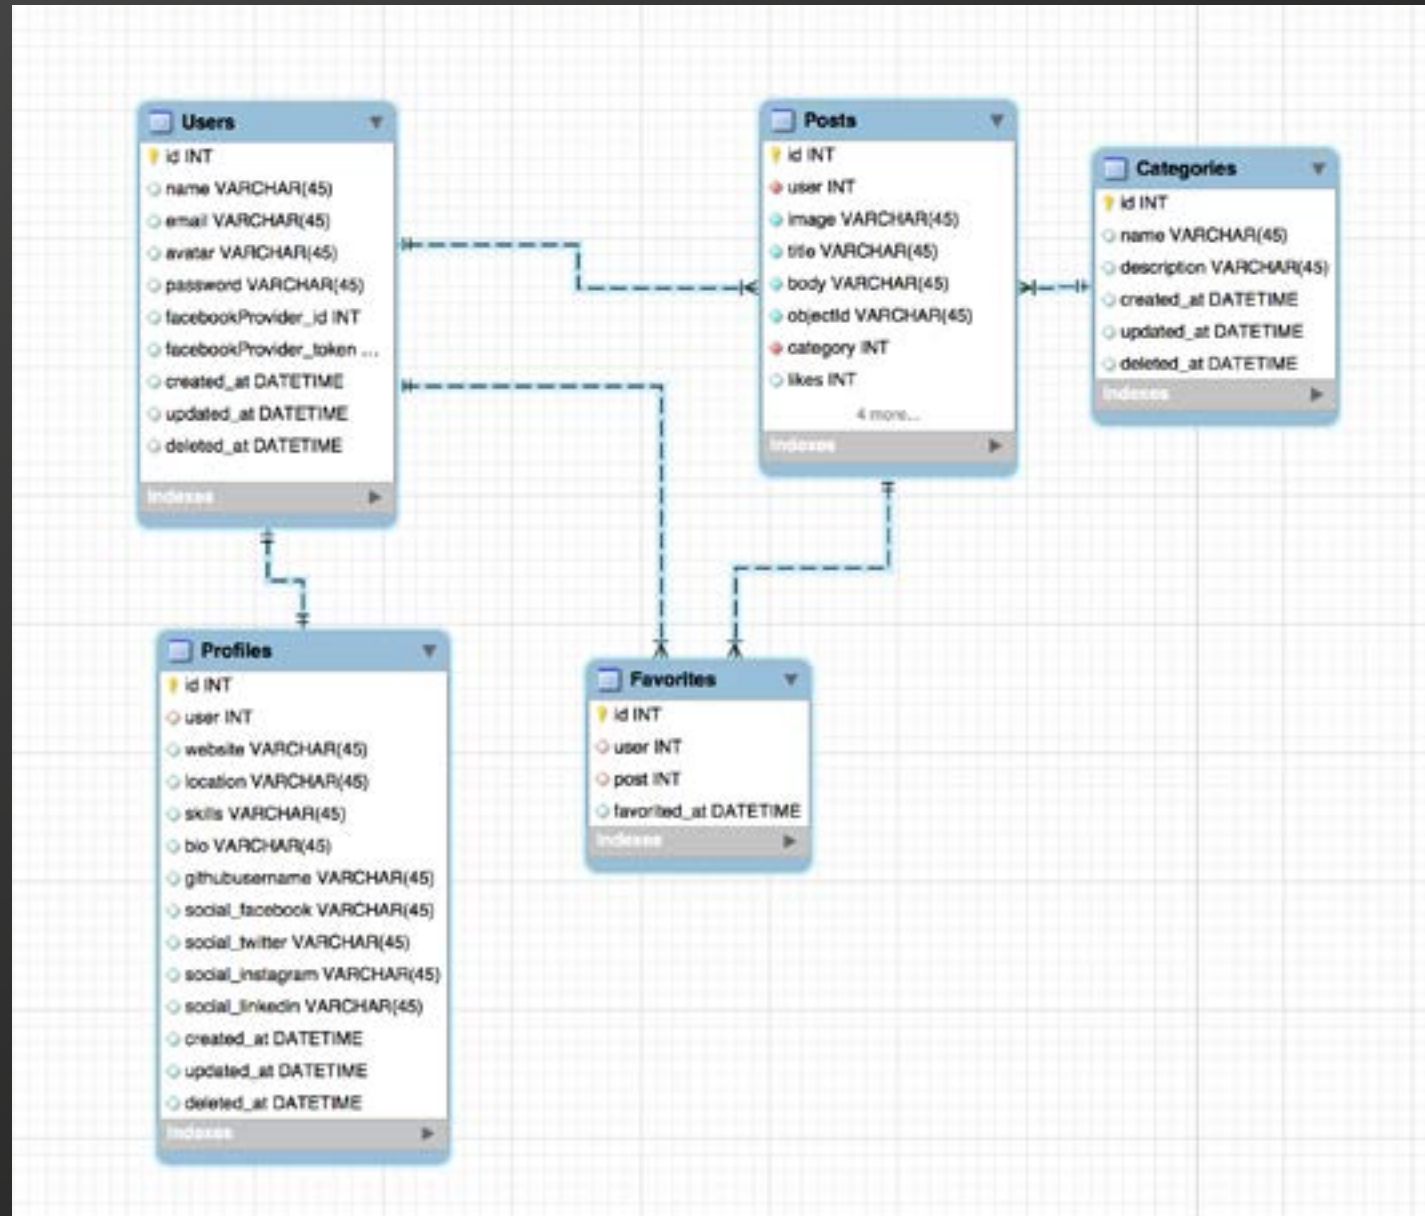 Users
id INT
name VARCHAR(45)
email VARCHAR(45)
avatar VARCHAR(45)
password VARCHAR(45)
facebookProvider_id INT
facebookProvider_token ...
created_at DATETIME
updated_at DATETIME
deleted_at DATETIME
Indexes
Posts
id INT
user INT
image VARCHAR(45)
title VARCHAR(45)
body VARCHAR(45)
objectId VARCHAR(45)
category INT
likes INT
4 more...
Indexes
Categories
id INT
name VARCHAR(45)
description VARCHAR(45)
created_at DATETIME
updated_at DATETIME
deleted_at DATETIME
Indexes
Profiles
id INT
user INT
website VARCHAR(45)
location VARCHAR(45)
skills VARCHAR(45)
bio VARCHAR(45)
githubusername VARCHAR(45)
social_facebook VARCHAR(45)
social_twitter VARCHAR(45)
social_instagram VARCHAR(45)
social_linkedin VARCHAR(45)
created_at DATETIME
updated_at DATETIME
deleted_at DATETIME
Indexes
Favorites
id INT
user INT
post INT
favorited_at DATETIME
Indexes